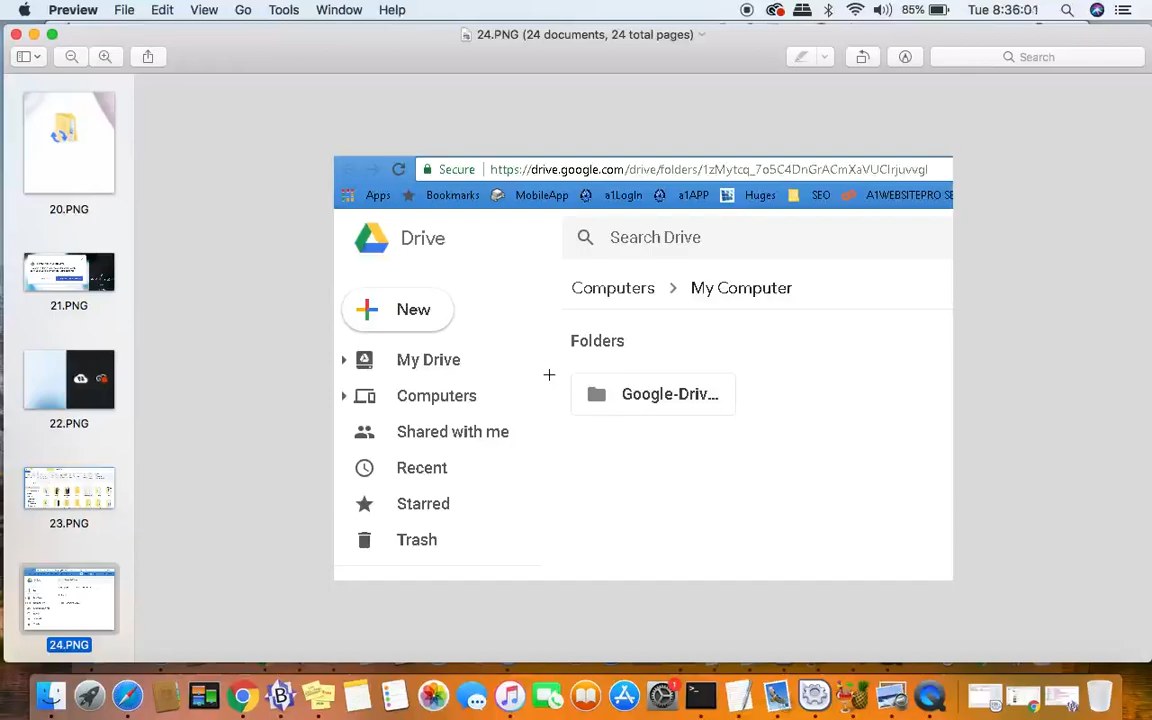 Preview File Edit View Go Tools Window Help 85% Tue 8:36:01
24.PNG (24 documents, 24 total pages)
Search
20.PNG
21.PNG
22.PNG
23.PNG
24.PNG
Secure https://drive.google.com/drive/folders/
Apps Bookmarks MobileApp a1LogIn a1APP Huges SEO A1WEBSITEPRO SE
Drive
Search Drive
Computers > My Computer
New
Folders
My Drive
Google-Driv...
Computers
Shared with me
Recent
Starred
Trash